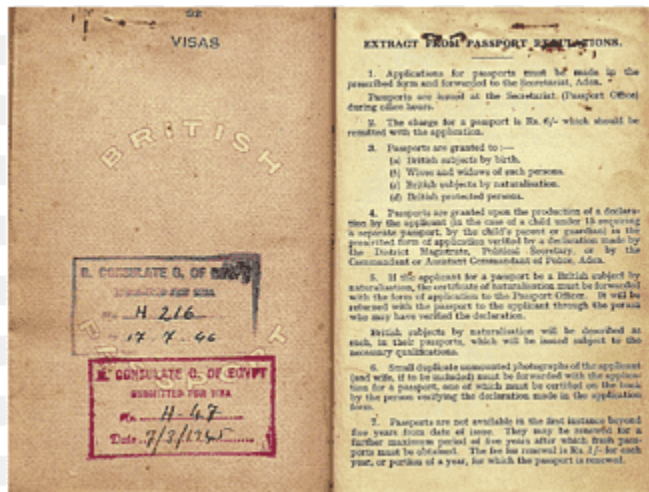 32
VISAS
BRITISH
PASSPORT
R. CONSULATE G. OF EGYPT
SUBMITTED FOR VISA
No. H 216
17 7 46
R. CONSULATE G. OF EGYPT
SUBMITTED FOR VISA
No. H-47
Date 7/3/1945
EXTRACT FROM PASSPORT REGULATIONS.
1. Applications for passports must be made in the
prescribed form and forwarded to the Secretariat, Aden.
Passports are issued at the Secretariat (Passport Office)
during office hours.
2. The charge for a passport is Rs. 6/- which should be
remitted with the application.
3. Passports are granted to :—
(a) British subjects by birth.
(b) Wives and widows of such persons.
(c) British subjects by naturalisation.
(d) British protected persons.
4. Passports are granted upon the production of a declara-
tion by the applicant (in the case of a child under 15 requiring
a separate passport, by the child's parent or guardian) in the
prescribed form of application verified by a declaration made by
the District Magistrate, Political Secretary, or by the
Commandant or Assistant Commandant of Police, Aden.
5. If the applicant for a passport be a British subject by
naturalisation, the certificate of naturalisation must be forwarded
with the form of application to the Passport Officer. It will be
returned with the passport to the applicant through the person
who may have verified the declaration.
British subjects by naturalisation will be described as
such, in their passports, which will be issued subject to the
necessary qualifications.
6. Small duplicate unmounted photographs of the applicant
(and wife, if to be included) must be forwarded with the applica-
tion for a passport, one of which must be certified on the back
by the person verifying the declaration made in the application
form.
7. Passports are not available in the first instance beyond
five years from date of issue. They may be renewed for a
further maximum period of five years after which fresh pass-
ports must be obtained. The fee for renewal is Rs. 1/- for each
year, or portion of a year, for which the passport is renewed.